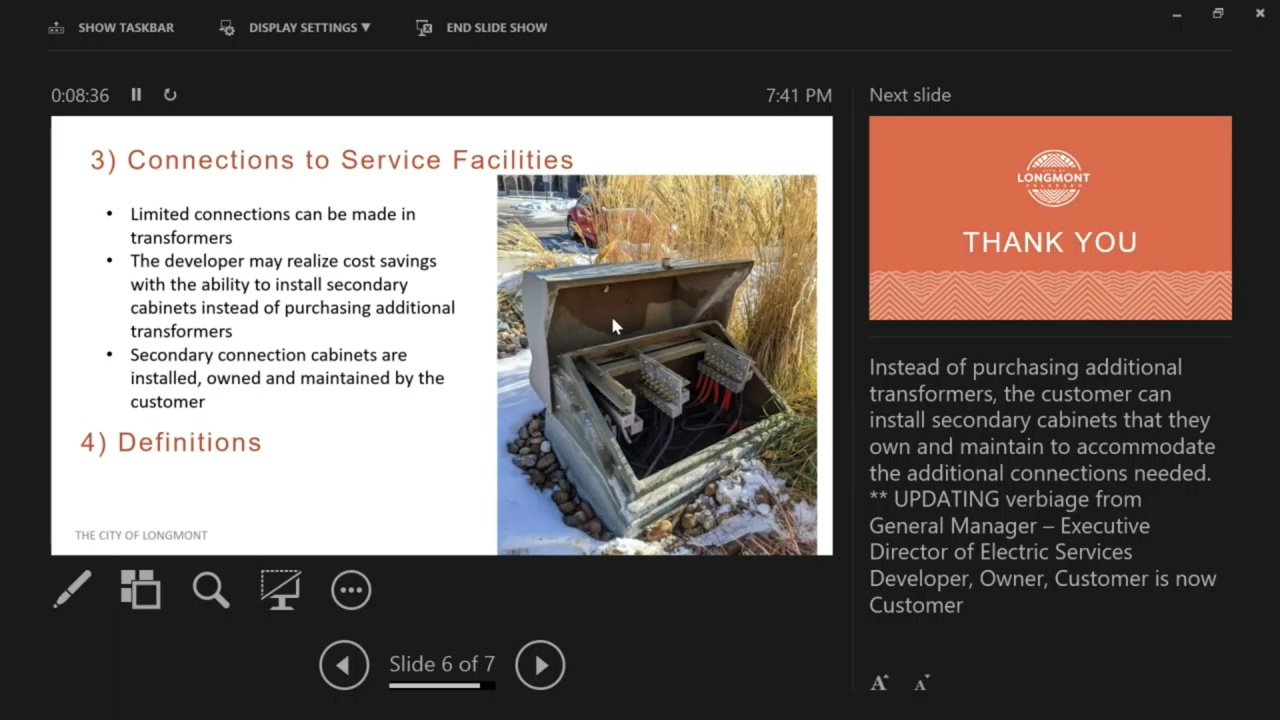 SHOW TASKBAR
DISPLAY SETTINGS ▼
END SLIDE SHOW
0:08:36
7:41 PM
Next slide
3) Connections to Service Facilities
• Limited connections can be made in
transformers
• The developer may realize cost savings
with the ability to install secondary
cabinets instead of purchasing additional
transformers
• Secondary connection cabinets are
installed, owned and maintained by the
customer
4) Definitions
THE CITY OF LONGMONT
CITY OF
LONGMONT
COLORADO
THANK YOU
Instead of purchasing additional
transformers, the customer can
install secondary cabinets that they
own and maintain to accommodate
the additional connections needed.
** UPDATING verbiage from
General Manager – Executive
Director of Electric Services
Developer, Owner, Customer is now
Customer
Slide 6 of 7
A A